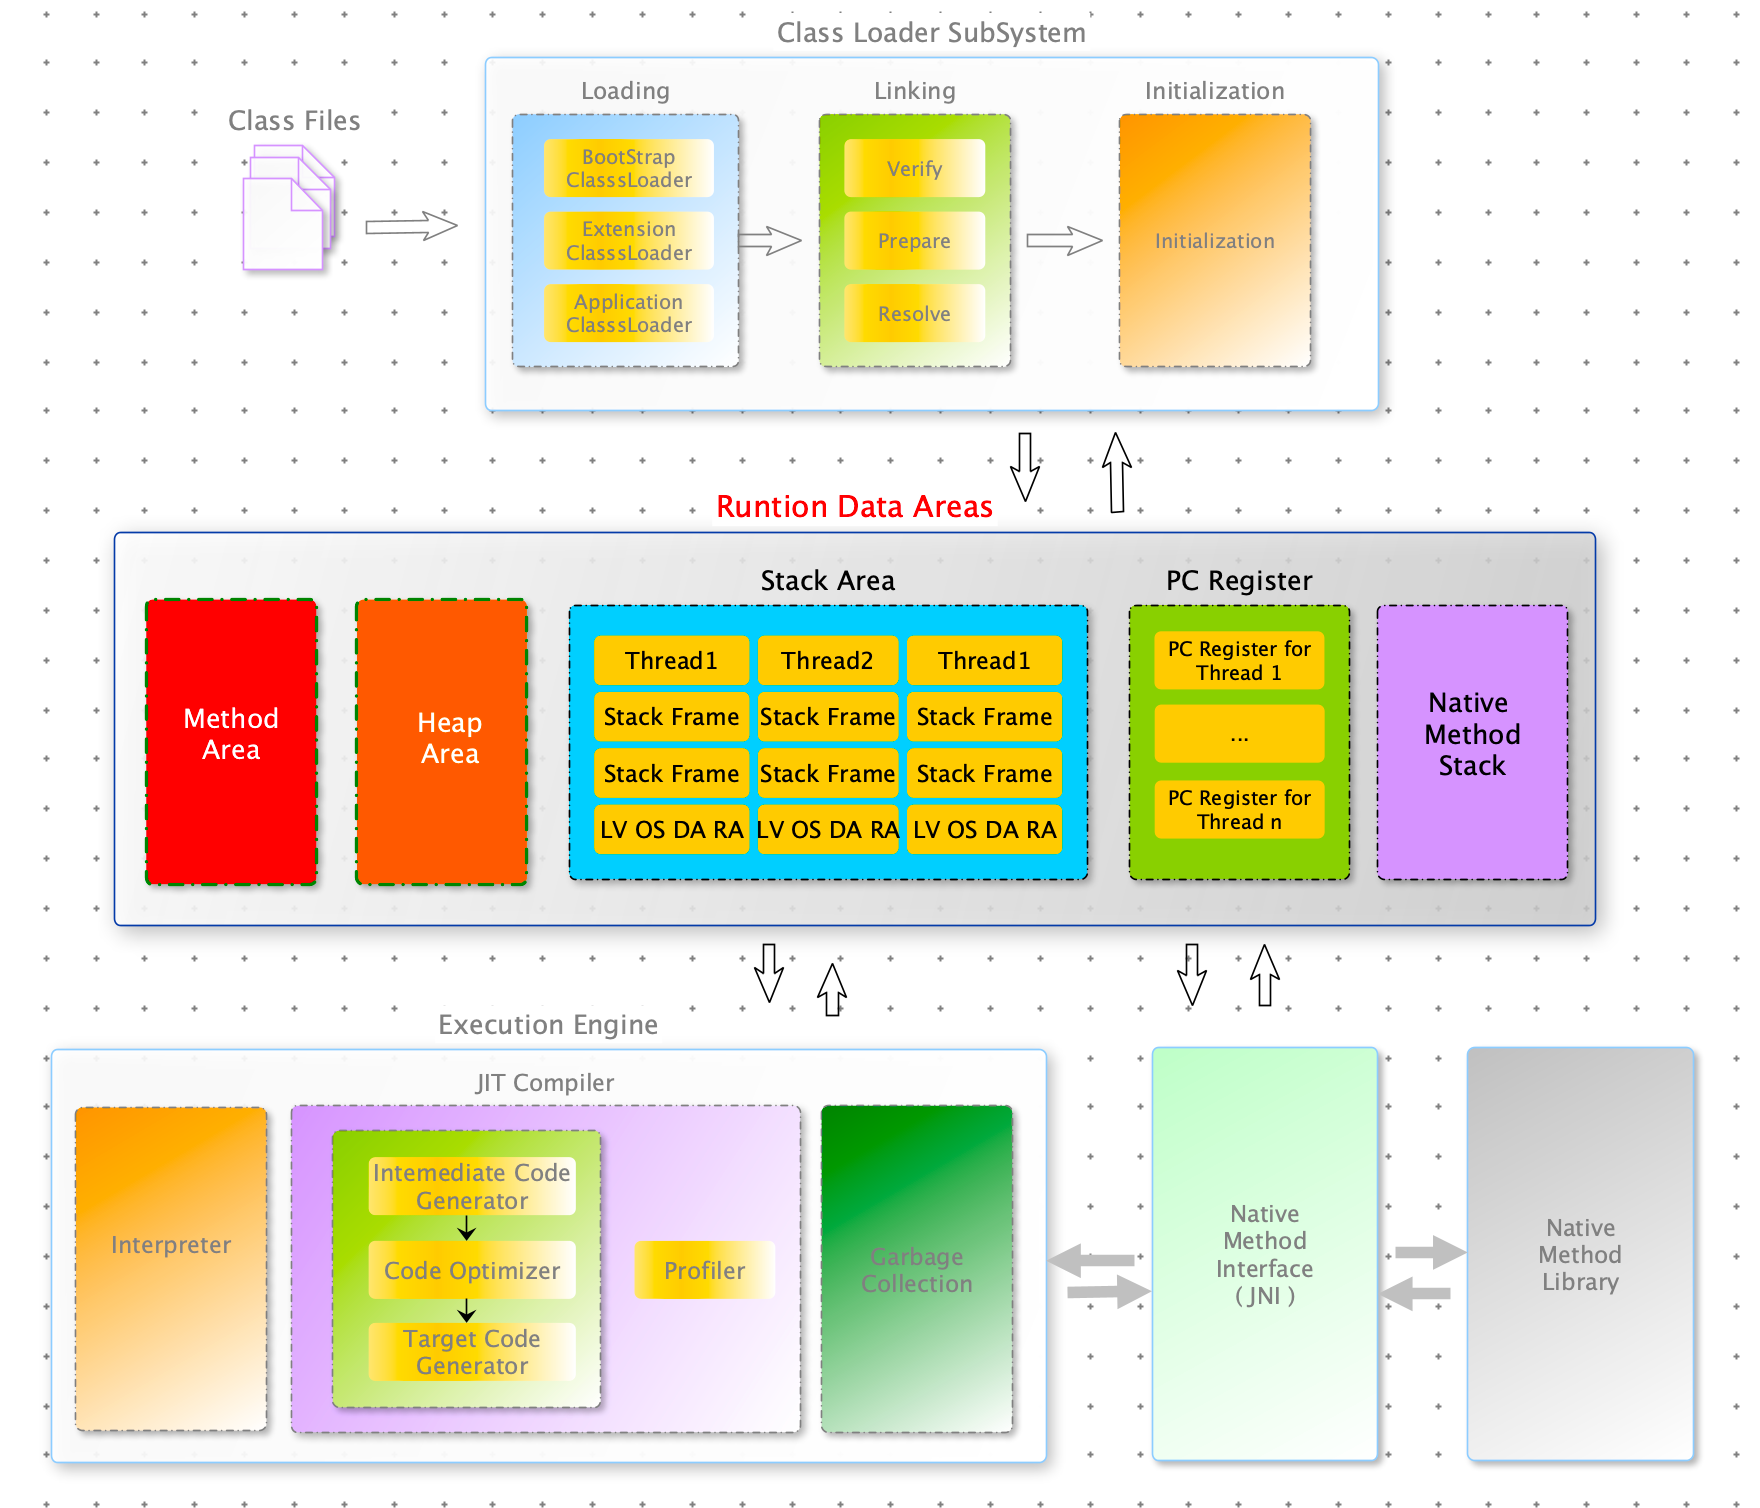 Class Loader SubSystem
Class Files
Loading
BootStrap
ClasssLoader
Extension
ClasssLoader
Application
ClasssLoader
Linking
Verify
Prepare
Resolve
Initialization
Initialization
Runtion Data Areas
Method
Area
Heap
Area
Stack Area
Thread1 Thread2 Thread1
Stack Frame Stack Frame Stack Frame
Stack Frame Stack Frame Stack Frame
LV OS DA RA LV OS DA RA LV OS DA RA
PC Register
PC Register for
Thread 1
...
PC Register for
Thread n
Native
Method
Stack
Execution Engine
Interpreter
JIT Compiler
Intemediate Code
Generator
Code Optimizer
Target Code
Generator
Profiler
Garbage
Collection
Native
Method
Interface
( JNI )
Native
Method
Library